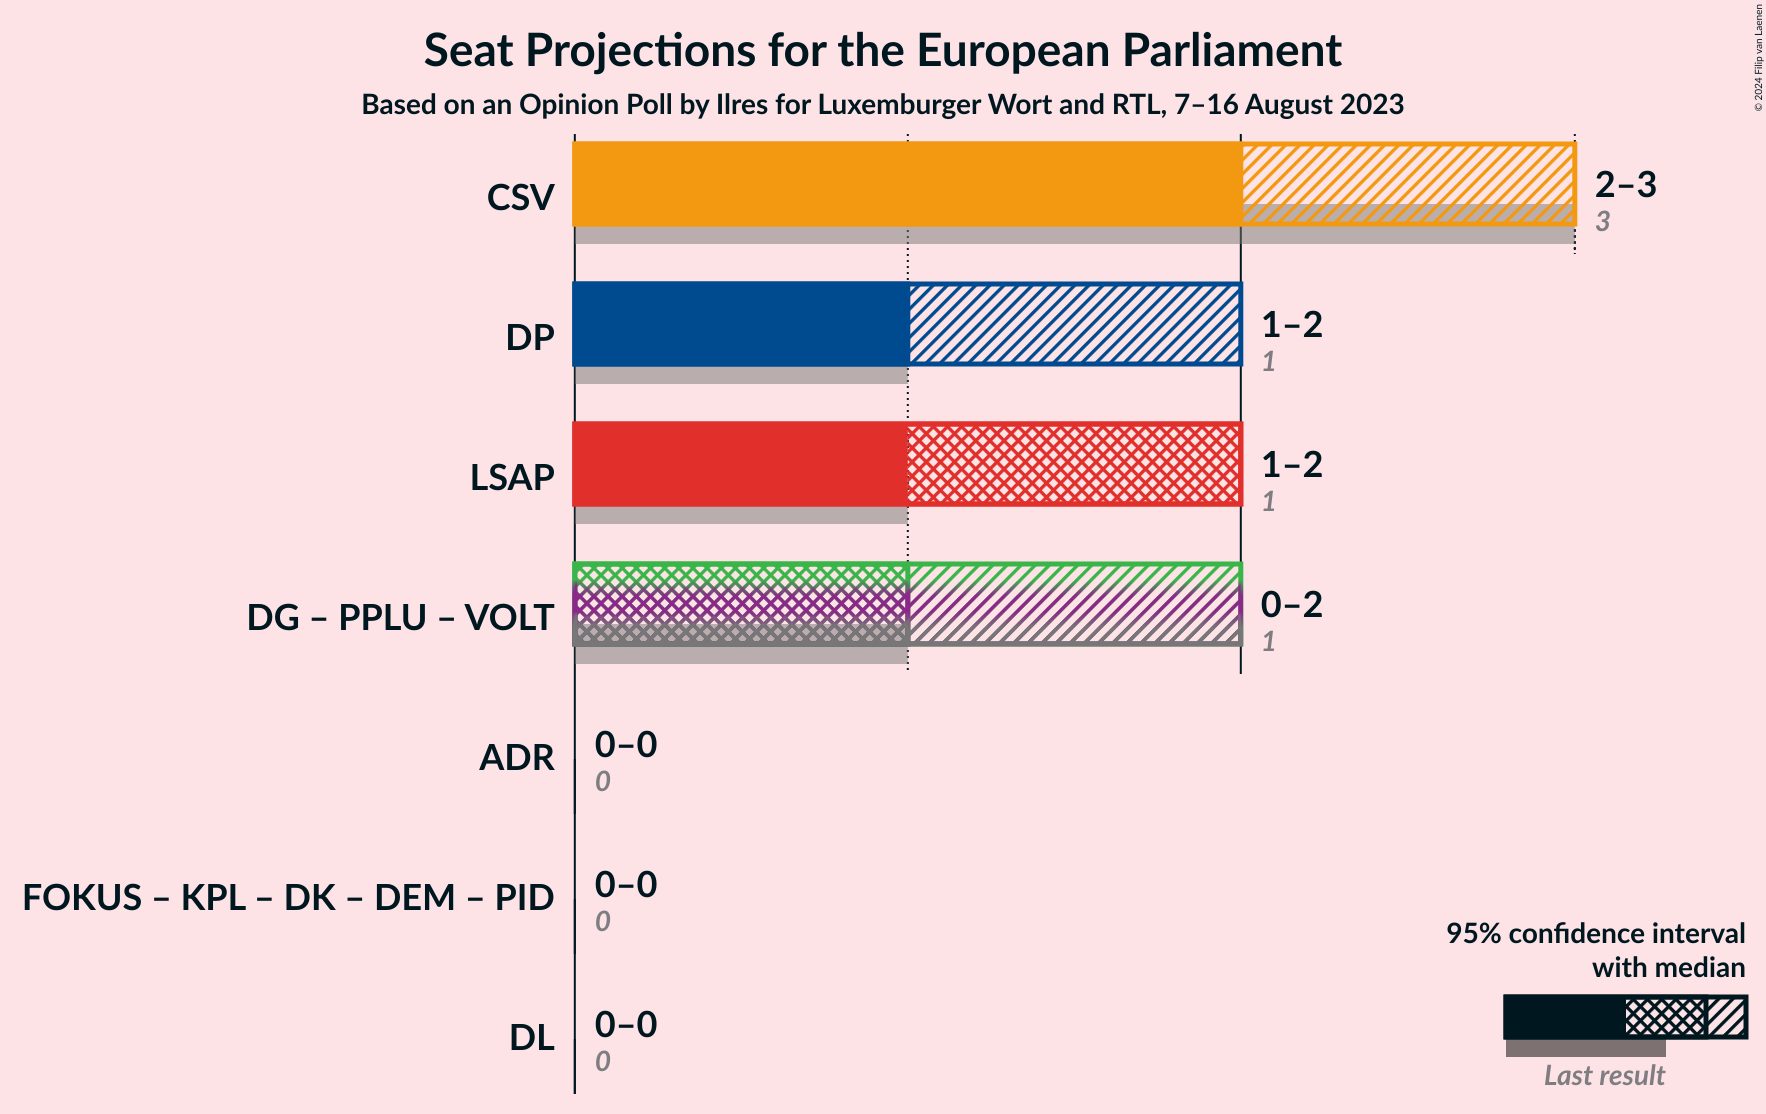 Seat Projections for the European Parliament
Based on an Opinion Poll by Ilres for Luxemburger Wort and RTL, 7–16 August 2023
© 2024 Filip van Laenen
CSV
2–3
3
DP
1–2
1
LSAP
1–2
1
DG – PPLU – VOLT
0–2
1
ADR
0–0
0
FOKUS – KPL – DK – DEM – PID
0–0
0
DL
0–0
0
95% confidence interval
with median
Last result